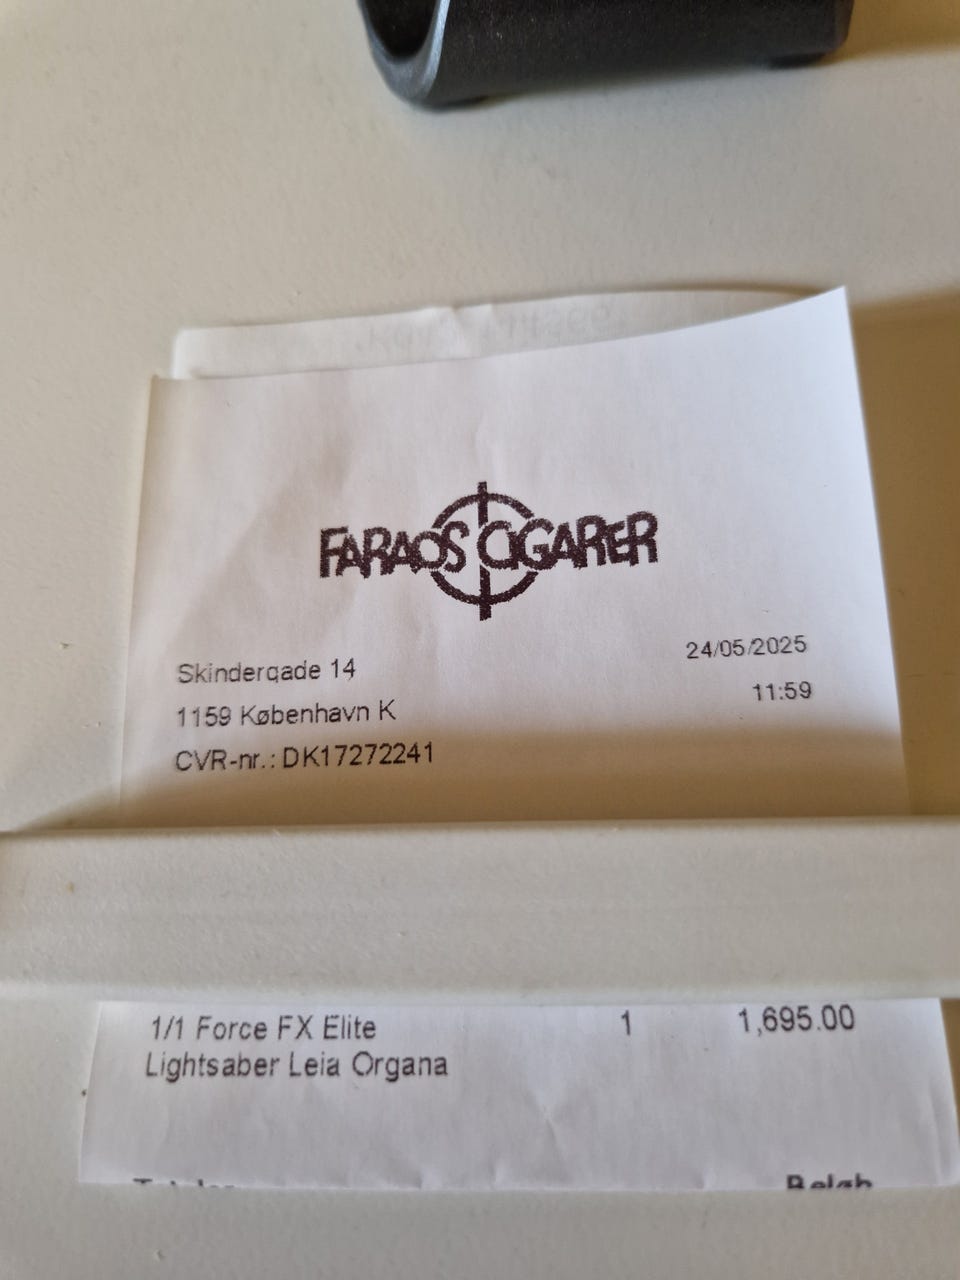 FARAOS CIGARER
Skindergade 14
24/05/2025
1159 København K
11:59
CVR-nr.: DK17272241
1/1 Force FX Elite 1 1,695.00
Lightsaber Leia Organa
Beløb